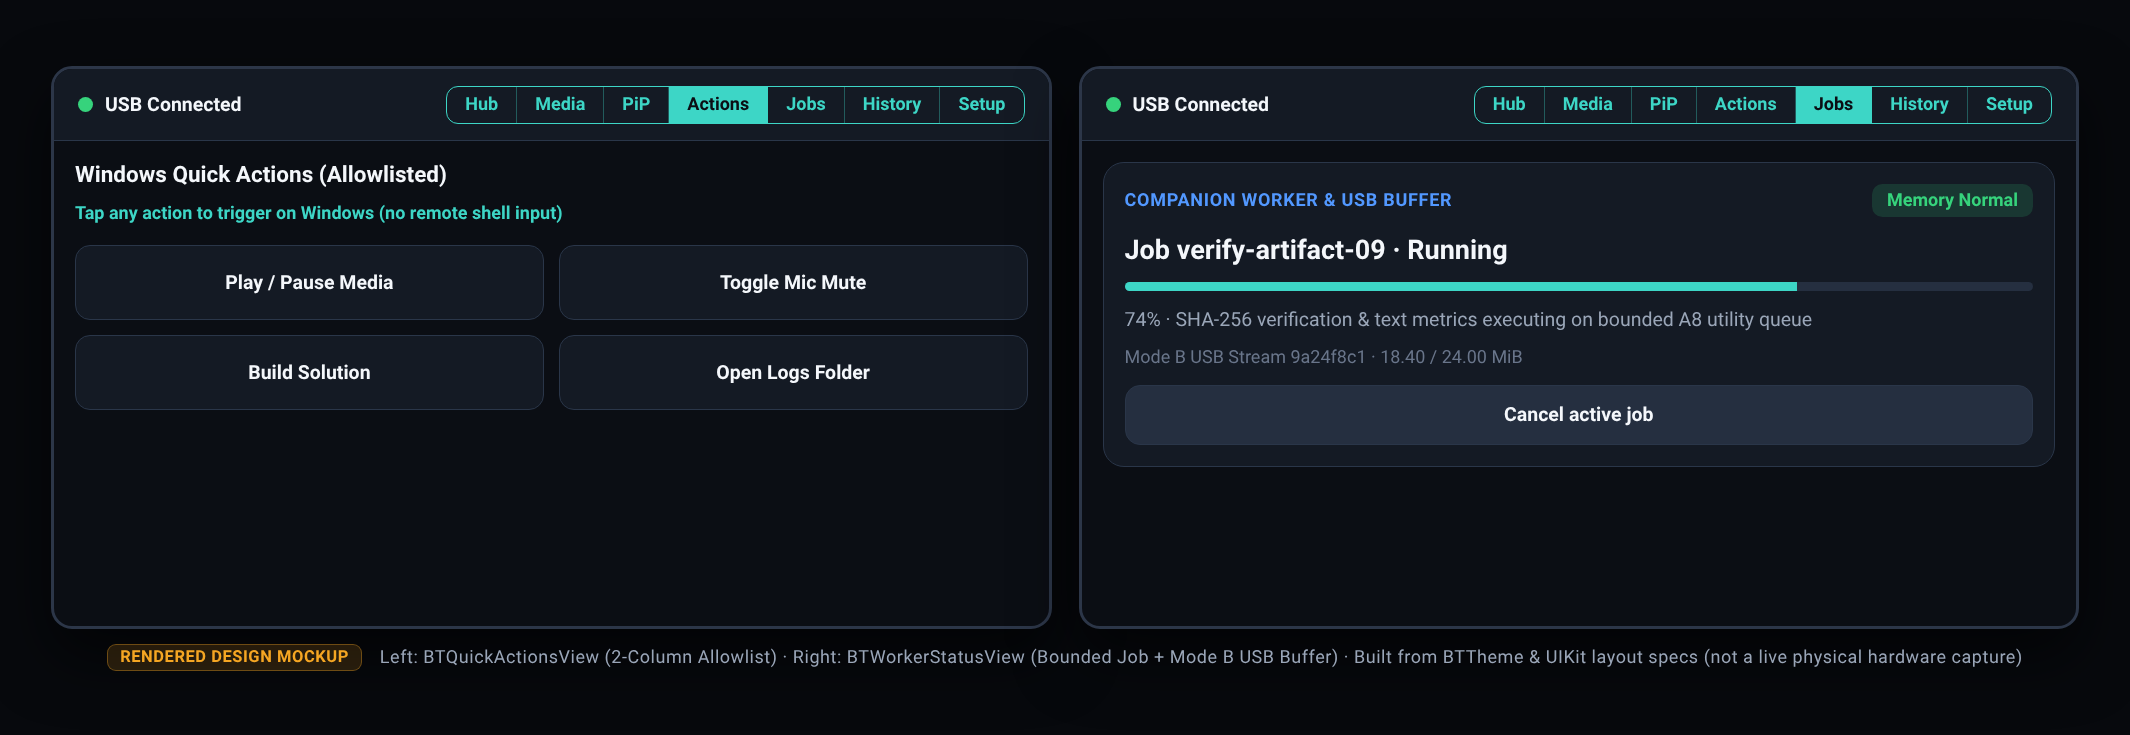 USB Connected
Hub Media PiP Actions Jobs History Setup
Windows Quick Actions (Allowlisted)
Tap any action to trigger on Windows (no remote shell input)
Play / Pause Media
Toggle Mic Mute
Build Solution
Open Logs Folder
USB Connected
Hub Media PiP Actions Jobs History Setup
COMPANION WORKER & USB BUFFER
Memory Normal
Job verify-artifact-09 · Running
74% · SHA-256 verification & text metrics executing on bounded A8 utility queue
Mode B USB Stream 9a24f8c1 · 18.40 / 24.00 MiB
Cancel active job
RENDERED DESIGN MOCKUP
Left: BTQuickActionsView (2-Column Allowlist) · Right: BTWorkerStatusView (Bounded Job + Mode B USB Buffer) · Built from BTTheme & UIKit layout specs (not a live physical hardware capture)